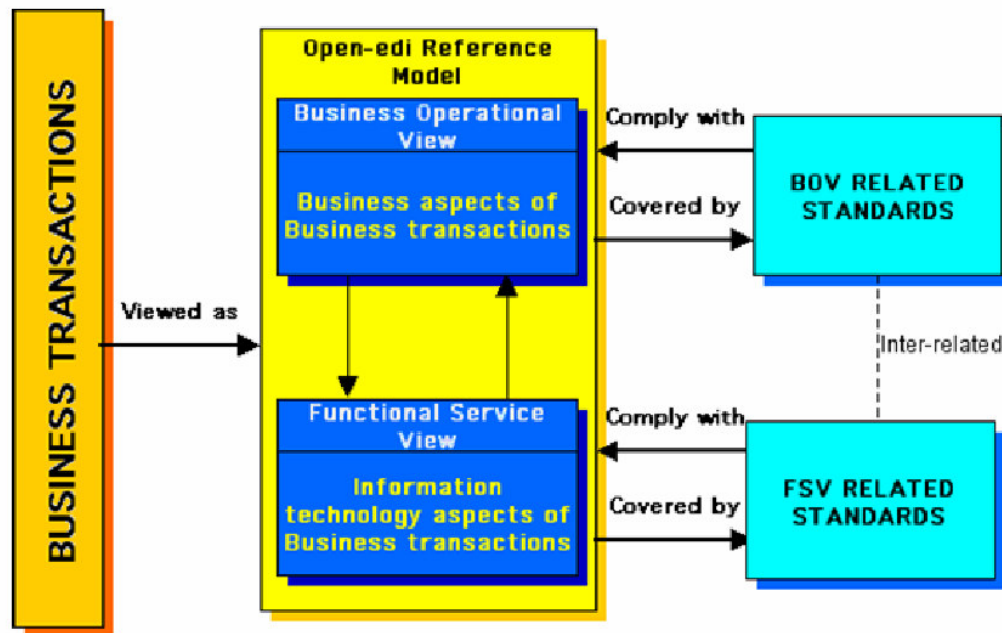 BUSINESS TRANSACTIONS
Viewed as
Open-edi Reference
Model
Business Operational
View
Business aspects of
Business transactions
Functional Service
View
Information
technology aspects of
Business transactions
Comply with
Covered by
BOV RELATED
STANDARDS
Inter-related
Comply with
Covered by
FSV RELATED
STANDARDS